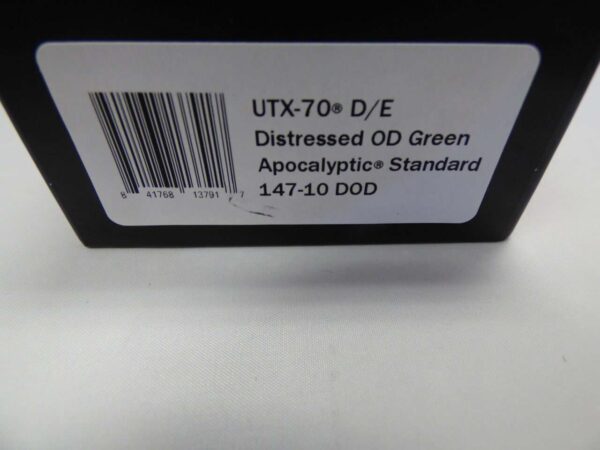 UTX-70® D/E
Distressed OD Green
Apocalyptic® Standard
147-10 DOD
8 41768 13791 7